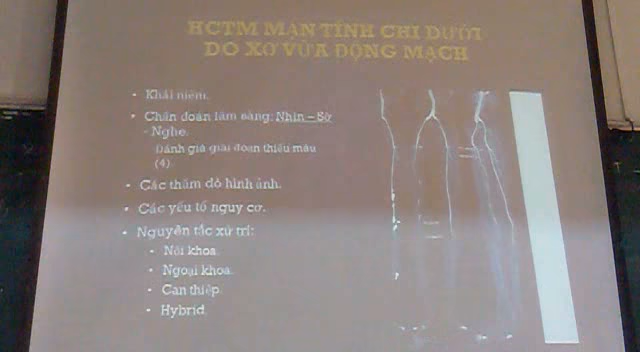 HCTM MẠN TÍNH CHI DƯỚI
DO XƠ VỮA ĐỘNG MẠCH
• Khái niệm.
• Chẩn đoán lâm sàng: Nhìn – Sờ
- Nghe.
Đánh giá giai đoạn thiếu máu
(4).
• Các thăm dò hình ảnh.
• Các yếu tố nguy cơ.
• Nguyên tắc xử trí:
• Nội khoa.
• Ngoại khoa.
• Can thiệp.
• Hybrid.